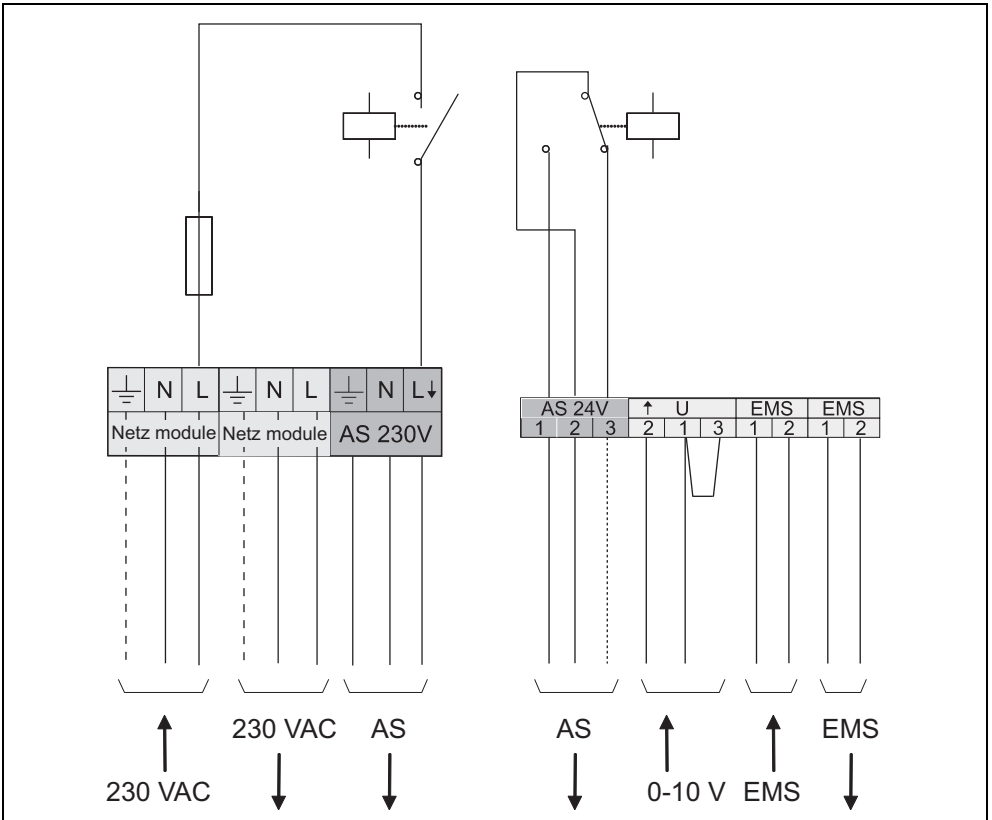 N L N L N L↓
Netz module Netz module AS 230V
AS 24V ↑ U EMS EMS
1 2 3 2 1 3 1 2 1 2
230 VAC AS AS EMS
230 VAC 0-10 V EMS